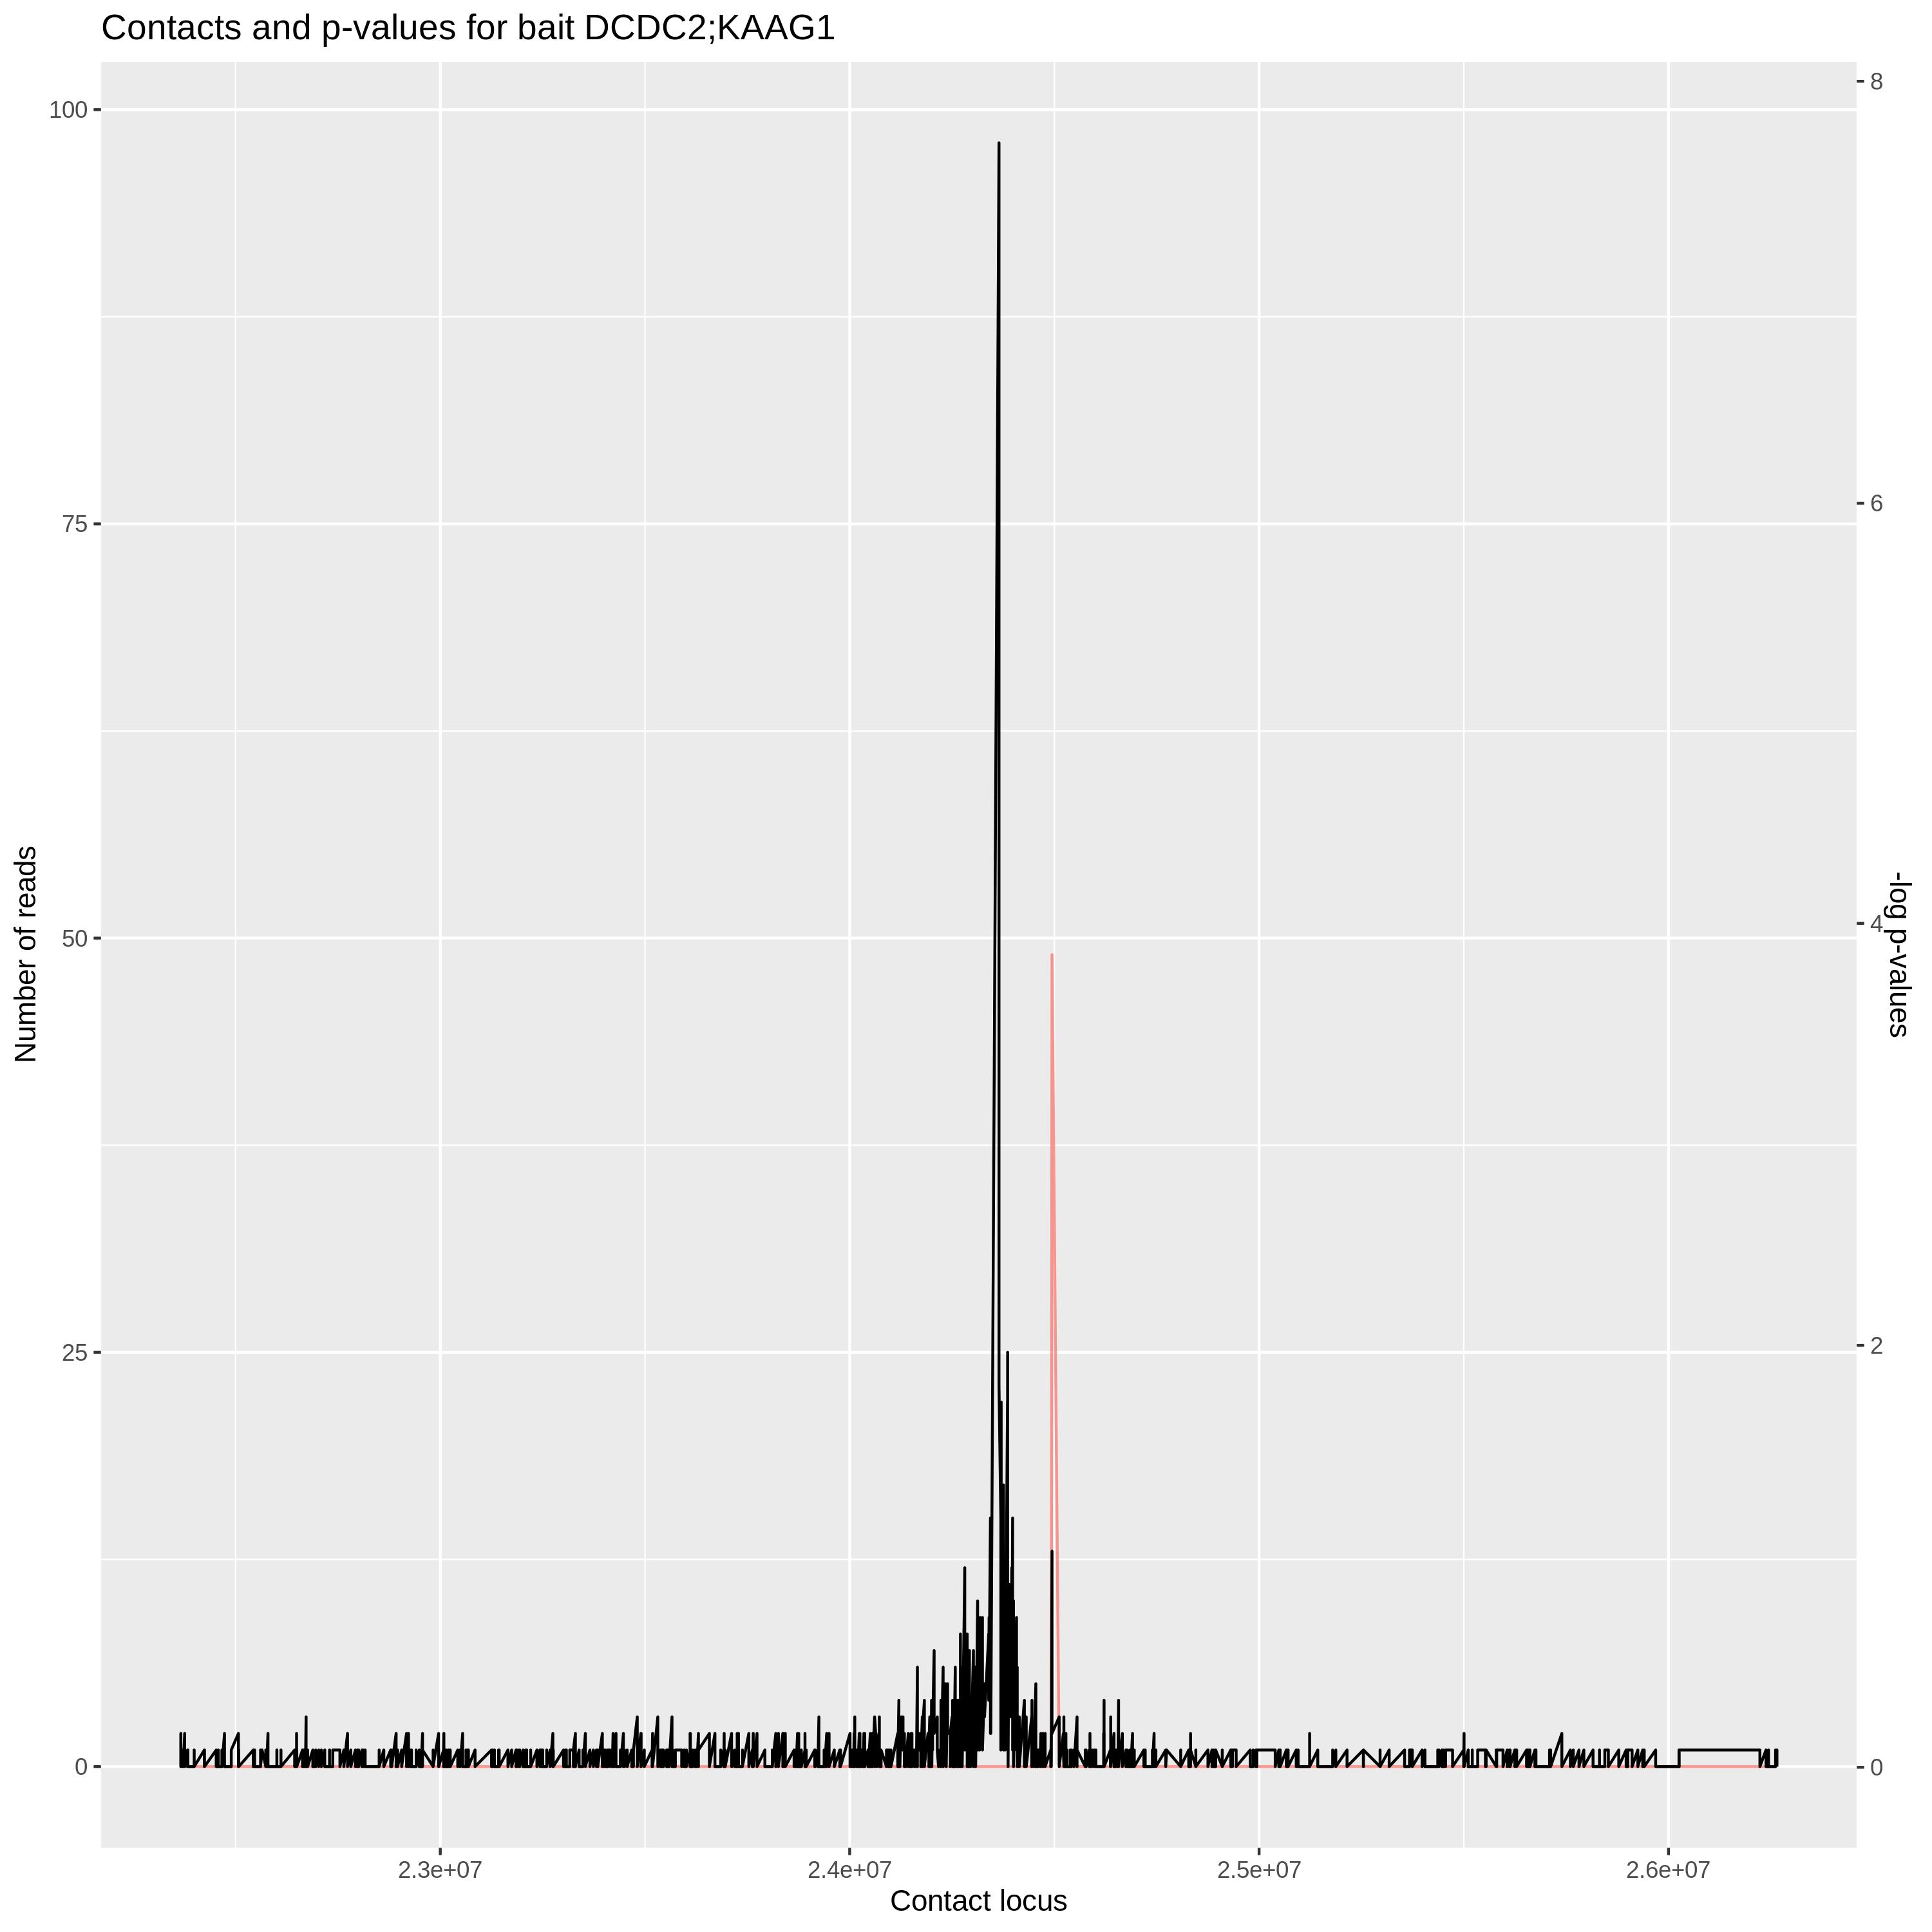 Contacts and p-values for bait DCDC2;KAAG1
100
75
50
25
0
Number of reads
8
6
4
2
0
-log p-values
2.3e+07
2.4e+07
2.5e+07
2.6e+07
Contact locus